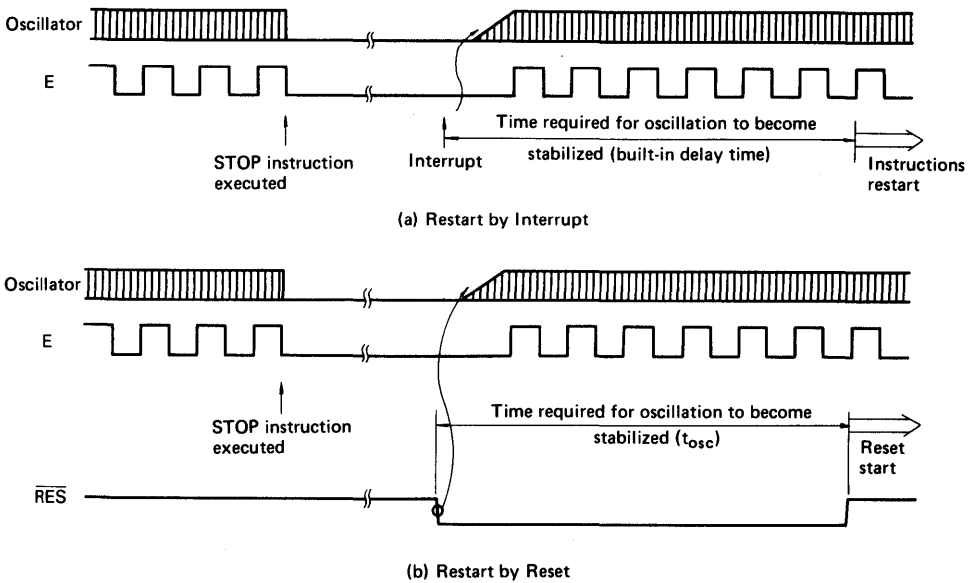 Oscillator
E
Time required for oscillation to become
stabilized (built-in delay time)
STOP instruction
executed
Interrupt
Instructions
restart
(a) Restart by Interrupt
Oscillator
E
Time required for oscillation to become
stabilized (tosc)
STOP instruction
executed
Reset
start
RES
(b) Restart by Reset